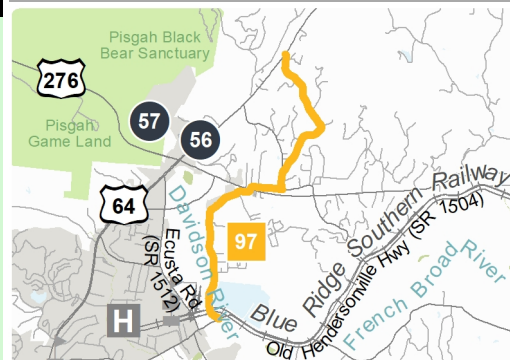 Pisgah Black
Bear Sanctuary
276
57
Pisgah
Game Land
56
64
Davidson River
Ecusta Rd
(SR 1512)
97
H
Blue Ridge Southern Railway
Old Hendersonville Hwy (SR 1504)
French Broad River